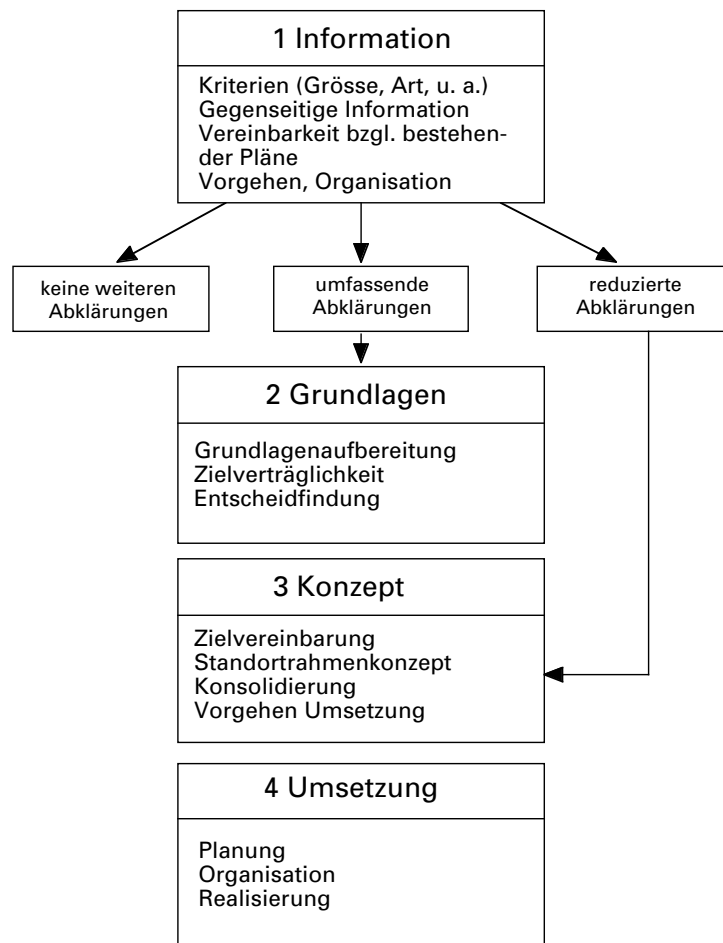 1 Information
Kriterien (Grösse, Art, u. a.)
Gegenseitige Information
Vereinbarkeit bzgl. bestehen-
der Pläne
Vorgehen, Organisation
keine weiteren
Abklärungen
umfassende
Abklärungen
reduzierte
Abklärungen
2 Grundlagen
Grundlagenaufbereitung
Zielverträglichkeit
Entscheidfindung
3 Konzept
Zielvereinbarung
Standortrahmenkonzept
Konsolidierung
Vorgehen Umsetzung
4 Umsetzung
Planung
Organisation
Realisierung